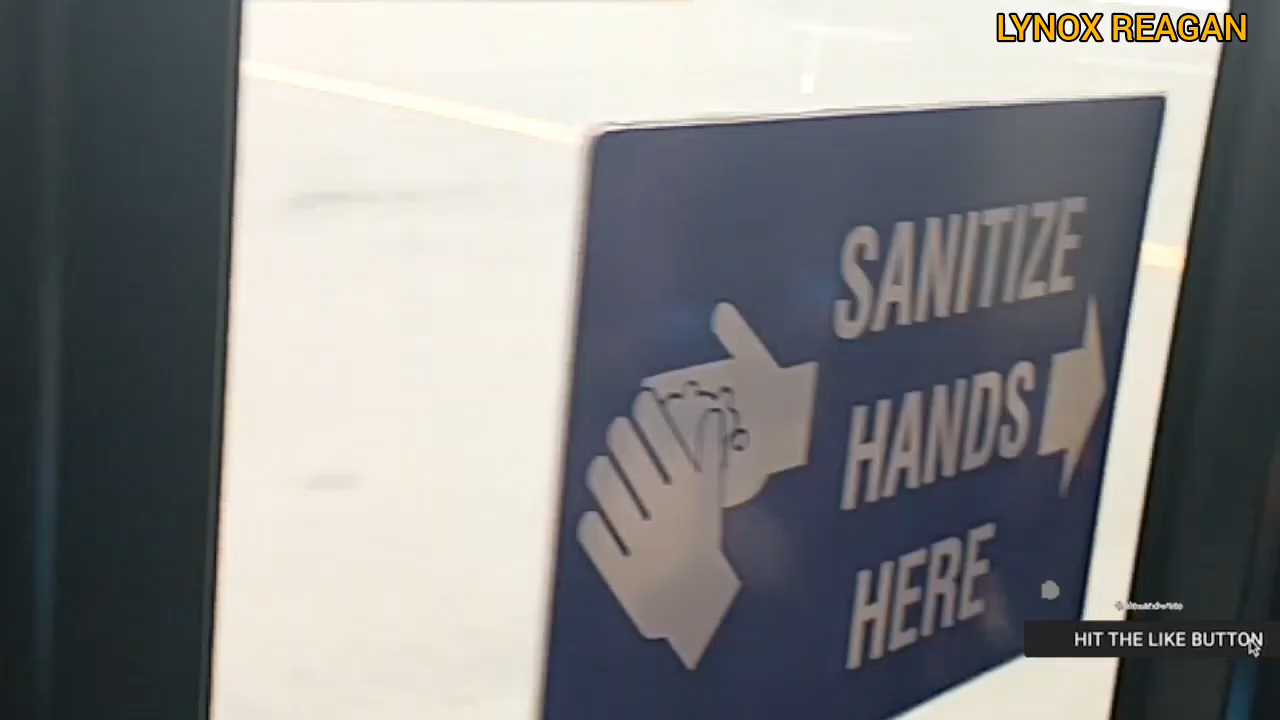 LYNOX REAGAN
SANITIZE
HANDS
HERE
HIT THE LIKE BUTTON